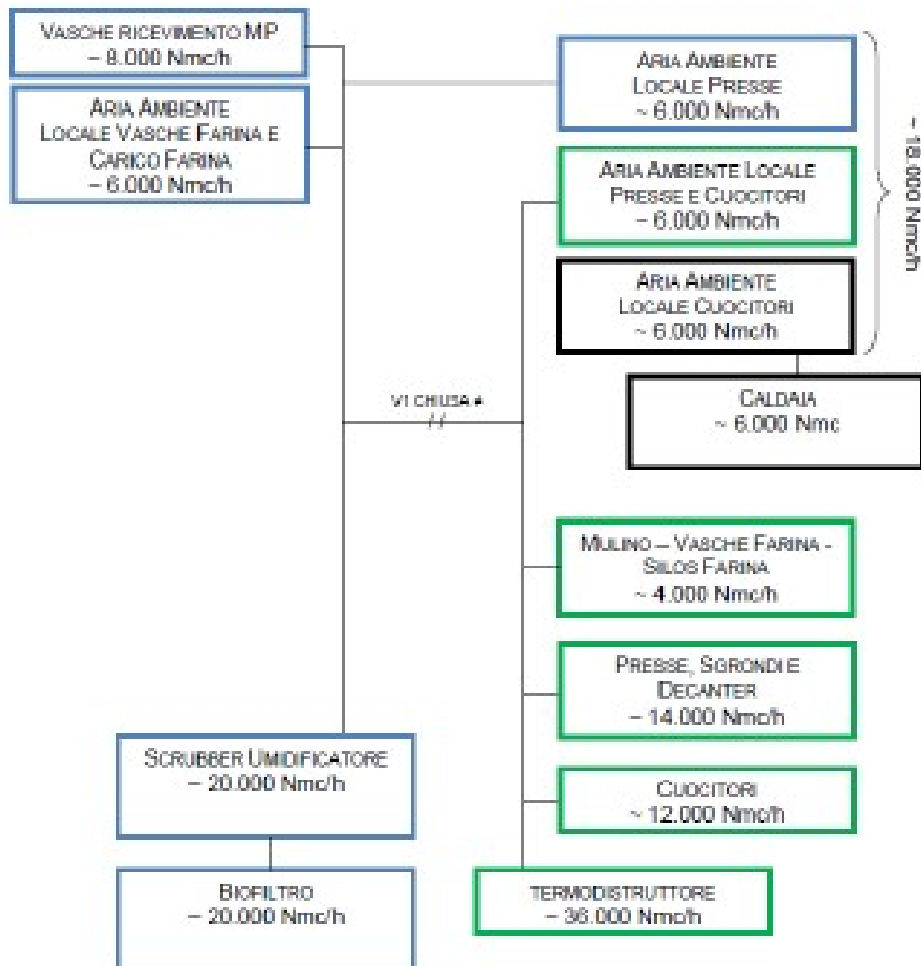 VASCHE RICEVIMENTO MP
~ 8.000 Nmc/h
ARIA AMBIENTE
LOCALE VASCHE FARINA E
CARICO FARINA
~ 6.000 Nmc/h
ARIA AMBIENTE
LOCALE PRESSE
~ 6.000 Nmc/h
ARIA AMBIENTE LOCALE
PRESSE E CUOCITORI
~ 6.000 Nmc/h
ARIA AMBIENTE
LOCALE CUOCITORI
~ 6.000 Nmc/h
~ 18.000 Nmc/h
CALDAIA
~ 6.000 Nmc
V1 CHIUSA
MULINO – VASCHE FARINA -
SILOS FARINA
~ 4.000 Nmc/h
PRESSE, SGRONDI E
DECANTER
~ 14.000 Nmc/h
CUOCITORI
~ 12.000 Nmc/h
TERMODISTRUTTORE
~ 36.000 Nmc/h
SCRUBBER UMIDIFICATORE
~ 20.000 Nmc/h
BIOFILTRO
~ 20.000 Nmc/h